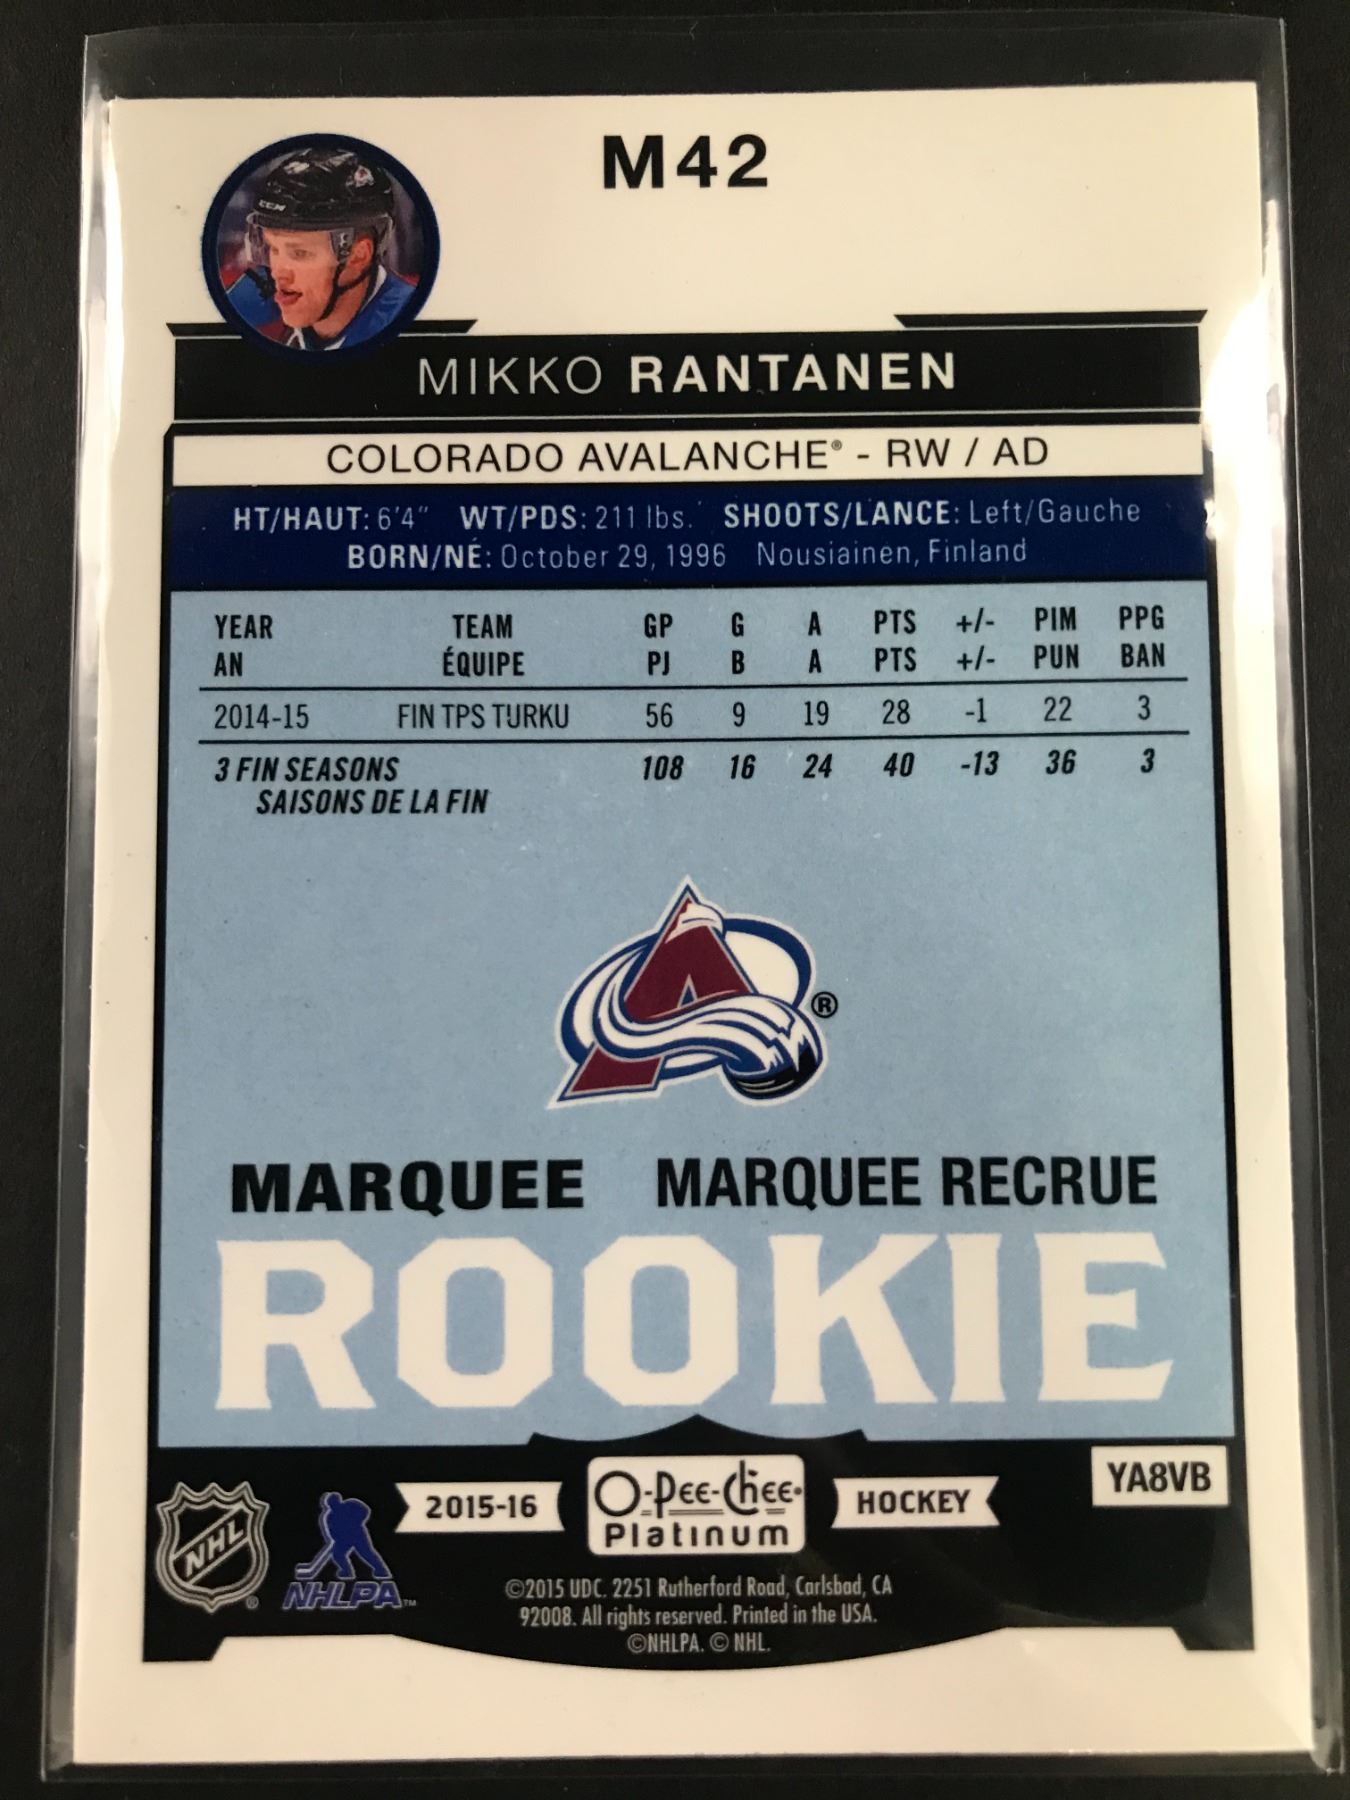 M42
CCM
MIKKO RANTANEN
COLORADO AVALANCHE® - RW / AD
HT/HAUT: 6'4" WT/PDS: 211 lbs. SHOOTS/LANCE: Left/Gauche
BORN/NÉ: October 29, 1996 Nousiainen, Finland
YEAR TEAM GP G A PTS +/- PIM PPG
AN ÉQUIPE PJ B A PTS +/- PUN BAN
2014-15 FIN TPS TURKU 56 9 19 28 -1 22 3
3 FIN SEASONS 108 16 24 40 -13 36 3
SAISONS DE LA FIN
A ®
MARQUEE MARQUEE RECRUE
ROOKIE
NHL ®
NHLPA™
2015-16 O-Pee-Chee® HOCKEY YA8VB
Platinum
©2015 UDC. 2251 Rutherford Road, Carlsbad, CA
92008. All rights reserved. Printed in the USA.
©NHLPA. © NHL.